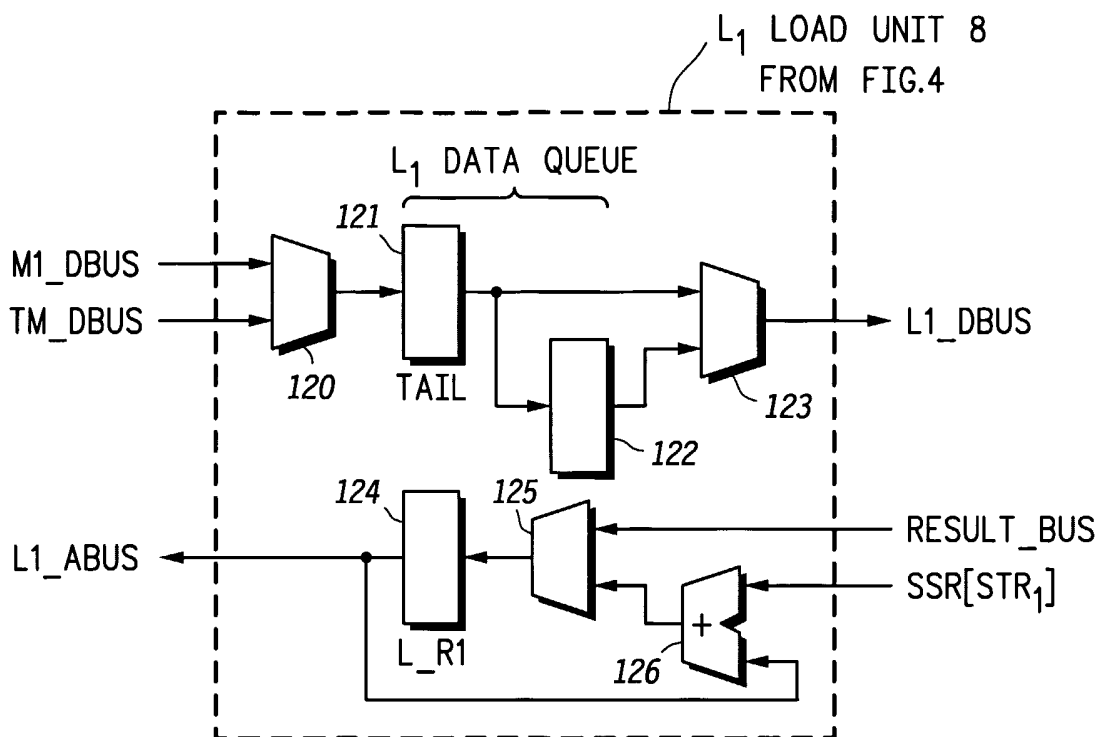 L₁ LOAD UNIT 8
FROM FIG.4
L₁ DATA QUEUE
121
M1_DBUS
TM_DBUS
L1_DBUS
120
TAIL
123
122
124
125
RESULT_BUS
L1_ABUS
SSR[STR₁]
+
L_R1
126